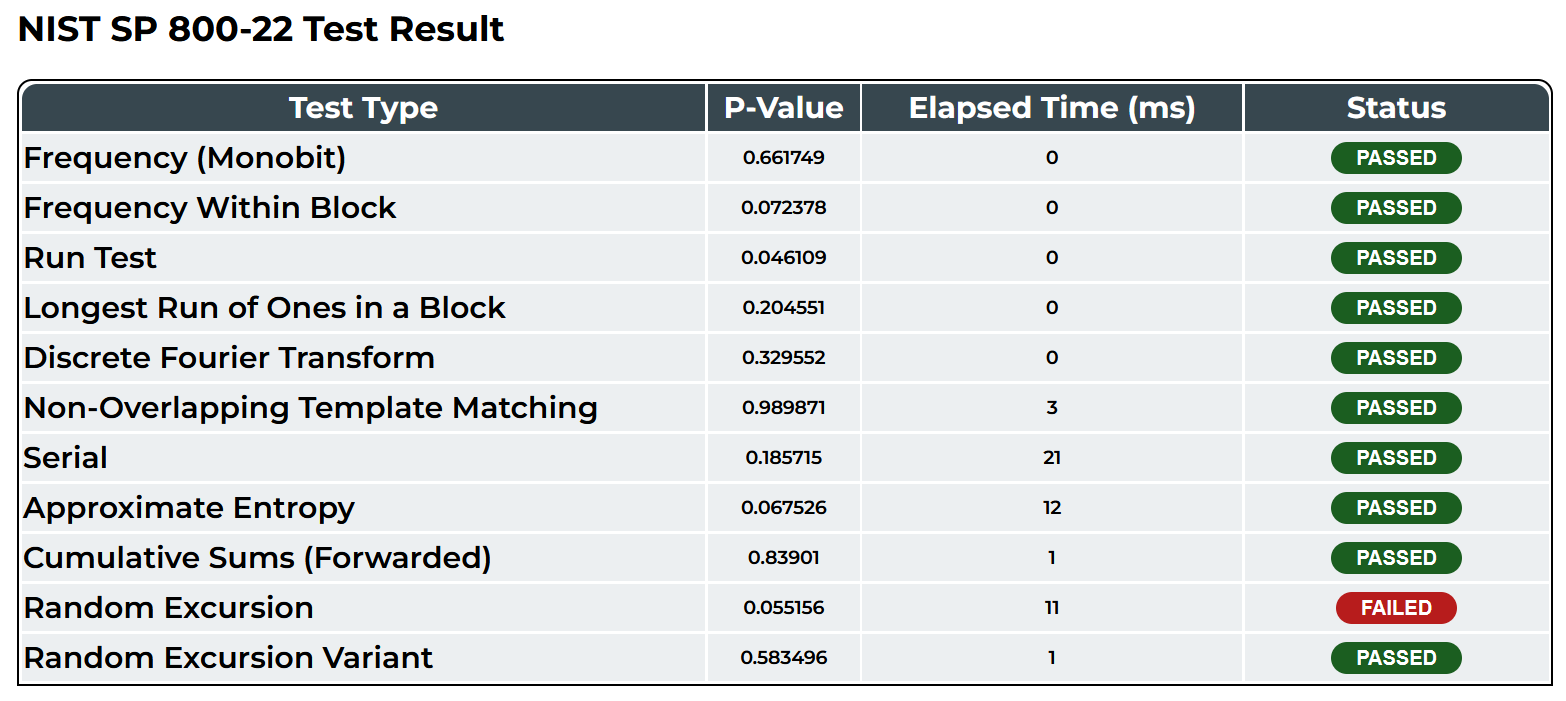 NIST SP 800-22 Test Result
Test Type P-Value Elapsed Time (ms) Status
Frequency (Monobit) 0.661749 0 PASSED
Frequency Within Block 0.072378 0 PASSED
Run Test 0.046109 0 PASSED
Longest Run of Ones in a Block 0.204551 0 PASSED
Discrete Fourier Transform 0.329552 0 PASSED
Non-Overlapping Template Matching 0.989871 3 PASSED
Serial 0.185715 21 PASSED
Approximate Entropy 0.067526 12 PASSED
Cumulative Sums (Forwarded) 0.83901 1 PASSED
Random Excursion 0.055156 11 FAILED
Random Excursion Variant 0.583496 1 PASSED